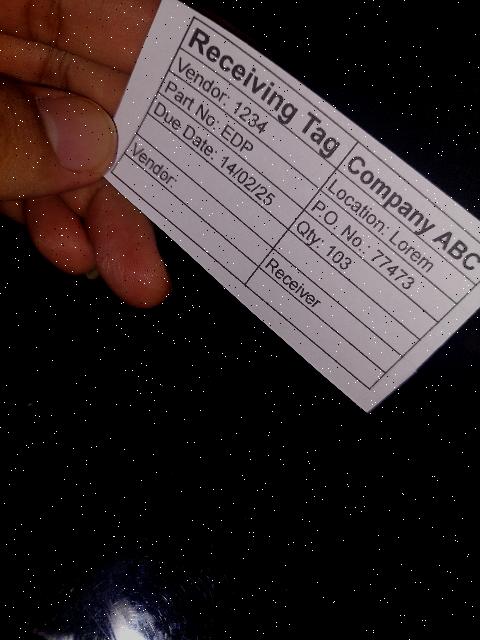 Receiving Tag Company ABC
Vendor: 1234 Location: Lorem
Part No. EDP P.O. No.: 77473
Due Date: 14/02/25 Qty: 103
Vendor: Receiver